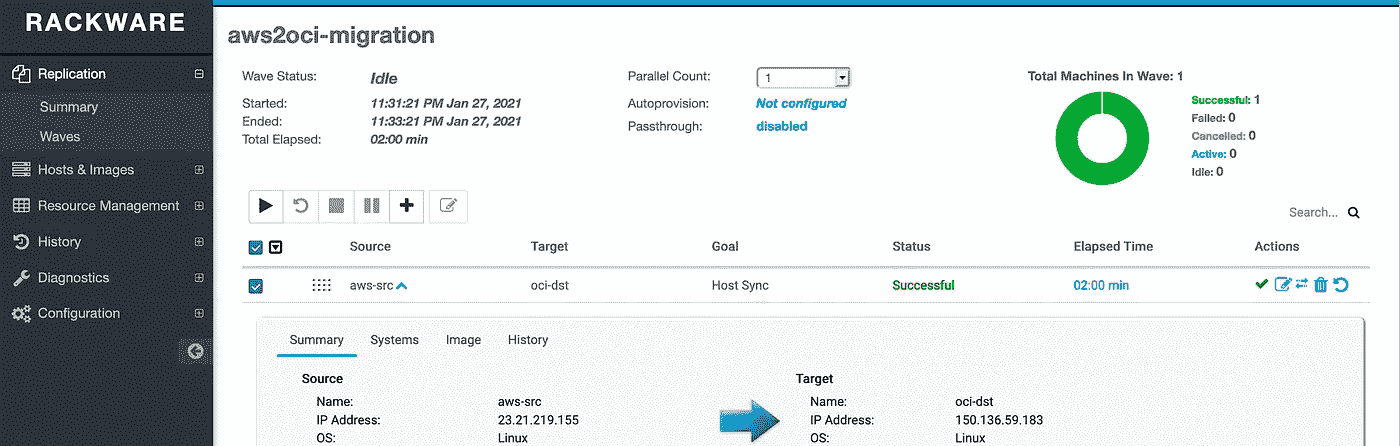 RACKWARE
Replication
Summary
Waves
Hosts & Images
Resource Management
History
Diagnostics
Configuration
aws2oci-migration
Wave Status: Idle
Started: 11:31:21 PM Jan 27, 2021
Ended: 11:33:21 PM Jan 27, 2021
Total Elapsed: 02:00 min
Parallel Count: 1
Autoprovision: Not configured
Passthrough: disabled
Total Machines In Wave: 1
Successful: 1
Failed: 0
Cancelled: 0
Active: 0
Idle: 0
Search...
Source Target Goal Status Elapsed Time Actions
aws-src oci-dst Host Sync Successful 02:00 min
Summary Systems Image History
Source Target
Name: aws-src Name: oci-dst
IP Address: 23.21.219.155 IP Address: 150.136.59.183
OS: Linux OS: Linux